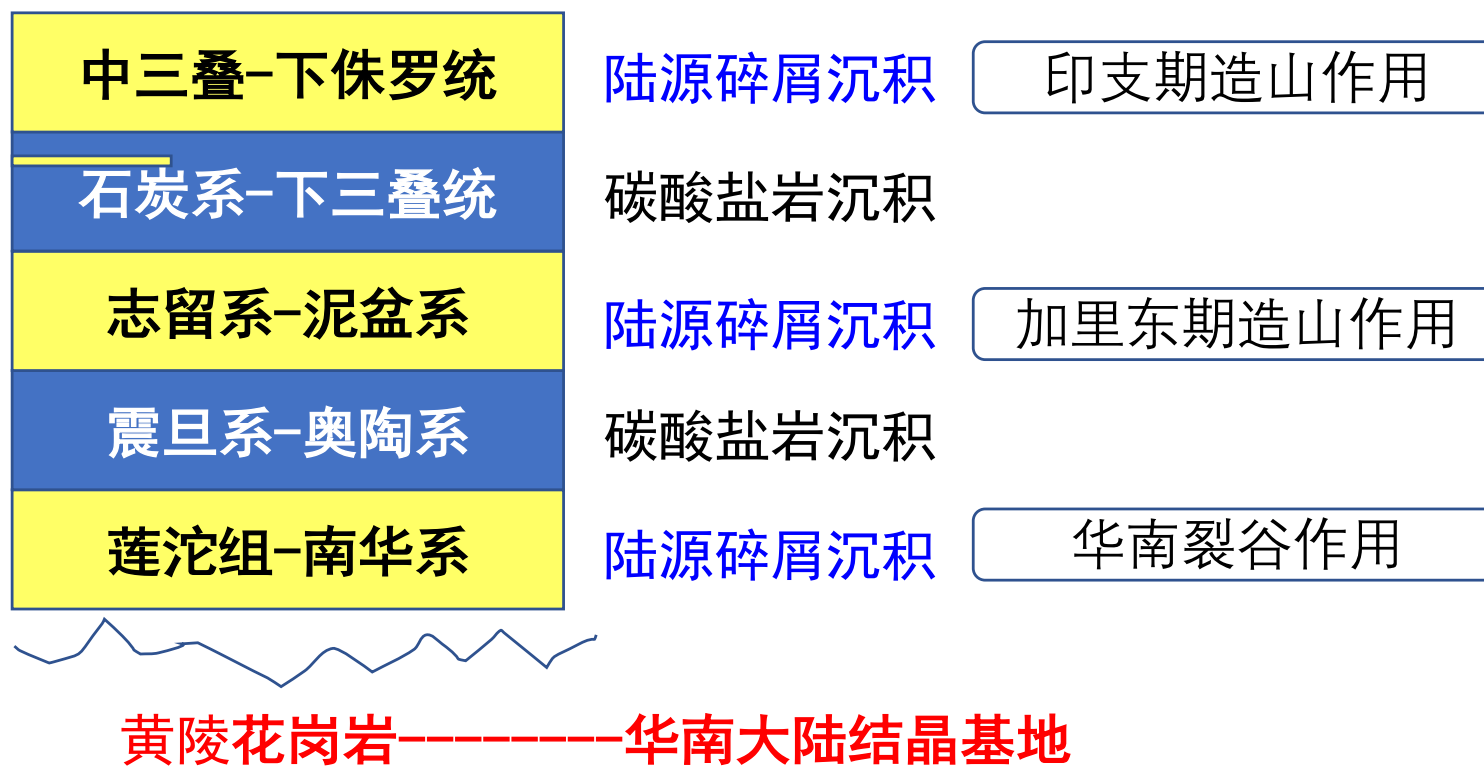 中三叠-下侏罗统 陆源碎屑沉积 印支期造山作用
石炭系-下三叠统 碳酸盐岩沉积
志留系-泥盆系 陆源碎屑沉积 加里东期造山作用
震旦系-奥陶系 碳酸盐岩沉积
莲沱组-南华系 陆源碎屑沉积 华南裂谷作用
黄陵花岗岩--------华南大陆结晶基地